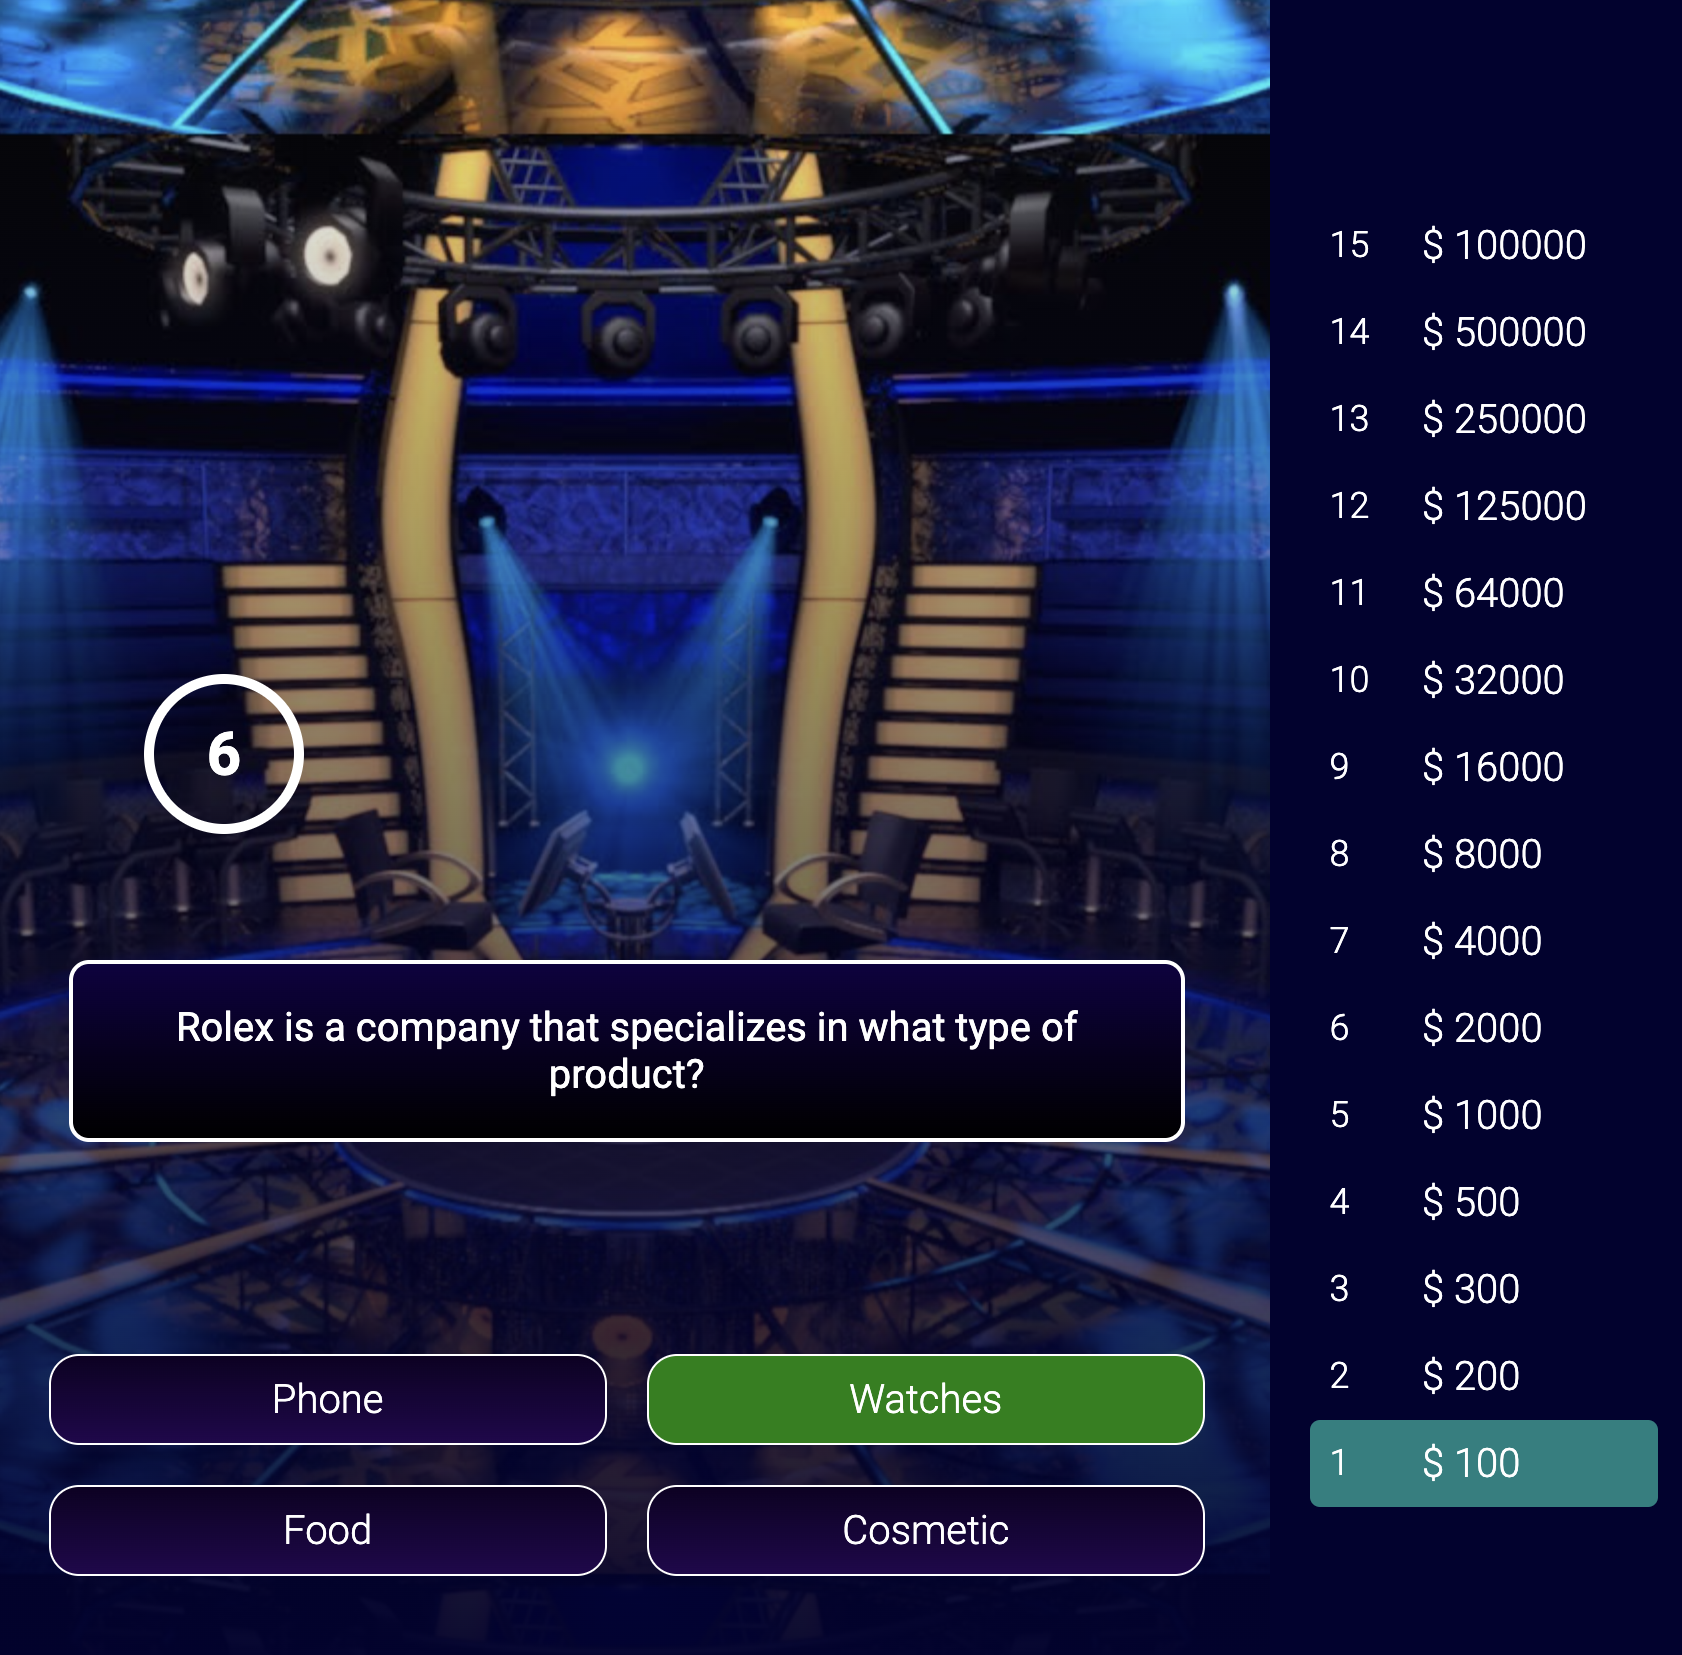 6
Rolex is a company that specializes in what type of
product?
Phone
Watches
Food
Cosmetic
15 $ 100000
14 $ 500000
13 $ 250000
12 $ 125000
11 $ 64000
10 $ 32000
9 $ 16000
8 $ 8000
7 $ 4000
6 $ 2000
5 $ 1000
4 $ 500
3 $ 300
2 $ 200
1 $ 100